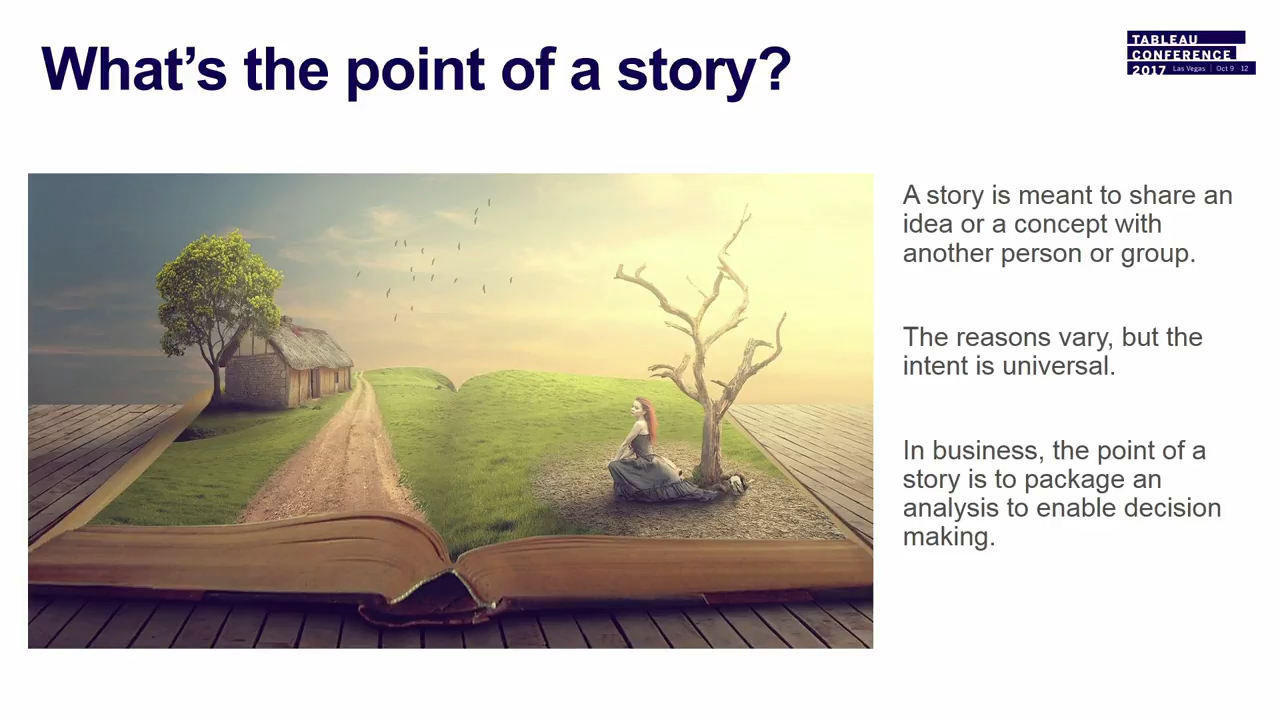 What’s the point of a story?
TABLEAU
CONFERENCE
2017 Las Vegas | Oct 9 - 12
A story is meant to share an
idea or a concept with
another person or group.
The reasons vary, but the
intent is universal.
In business, the point of a
story is to package an
analysis to enable decision
making.